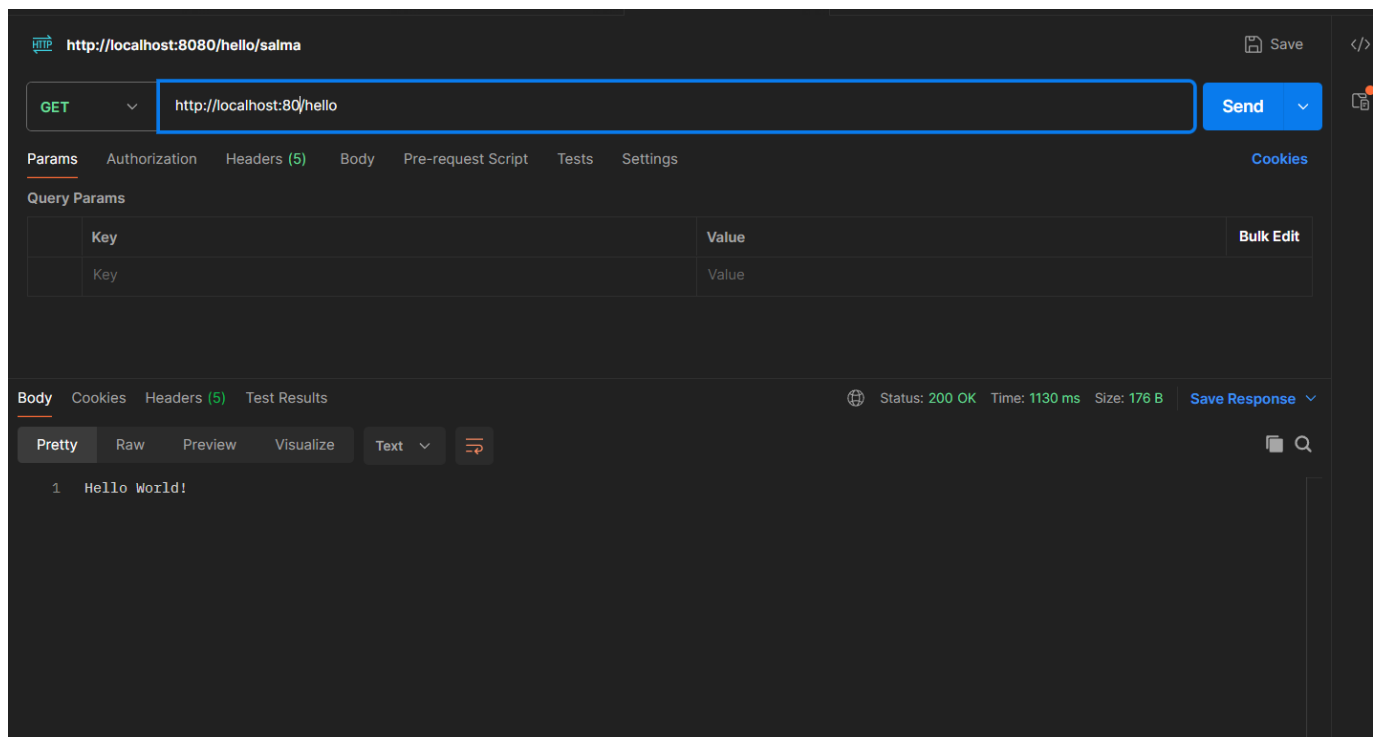 HTTP http://localhost:8080/hello/salma Save </>
GET http://localhost:80/hello Send
Params Authorization Headers (5) Body Pre-request Script Tests Settings Cookies
Query Params
Key Value Bulk Edit
Key Value
Body Cookies Headers (5) Test Results Status: 200 OK Time: 1130 ms Size: 176 B Save Response
Pretty Raw Preview Visualize Text
1 Hello World!